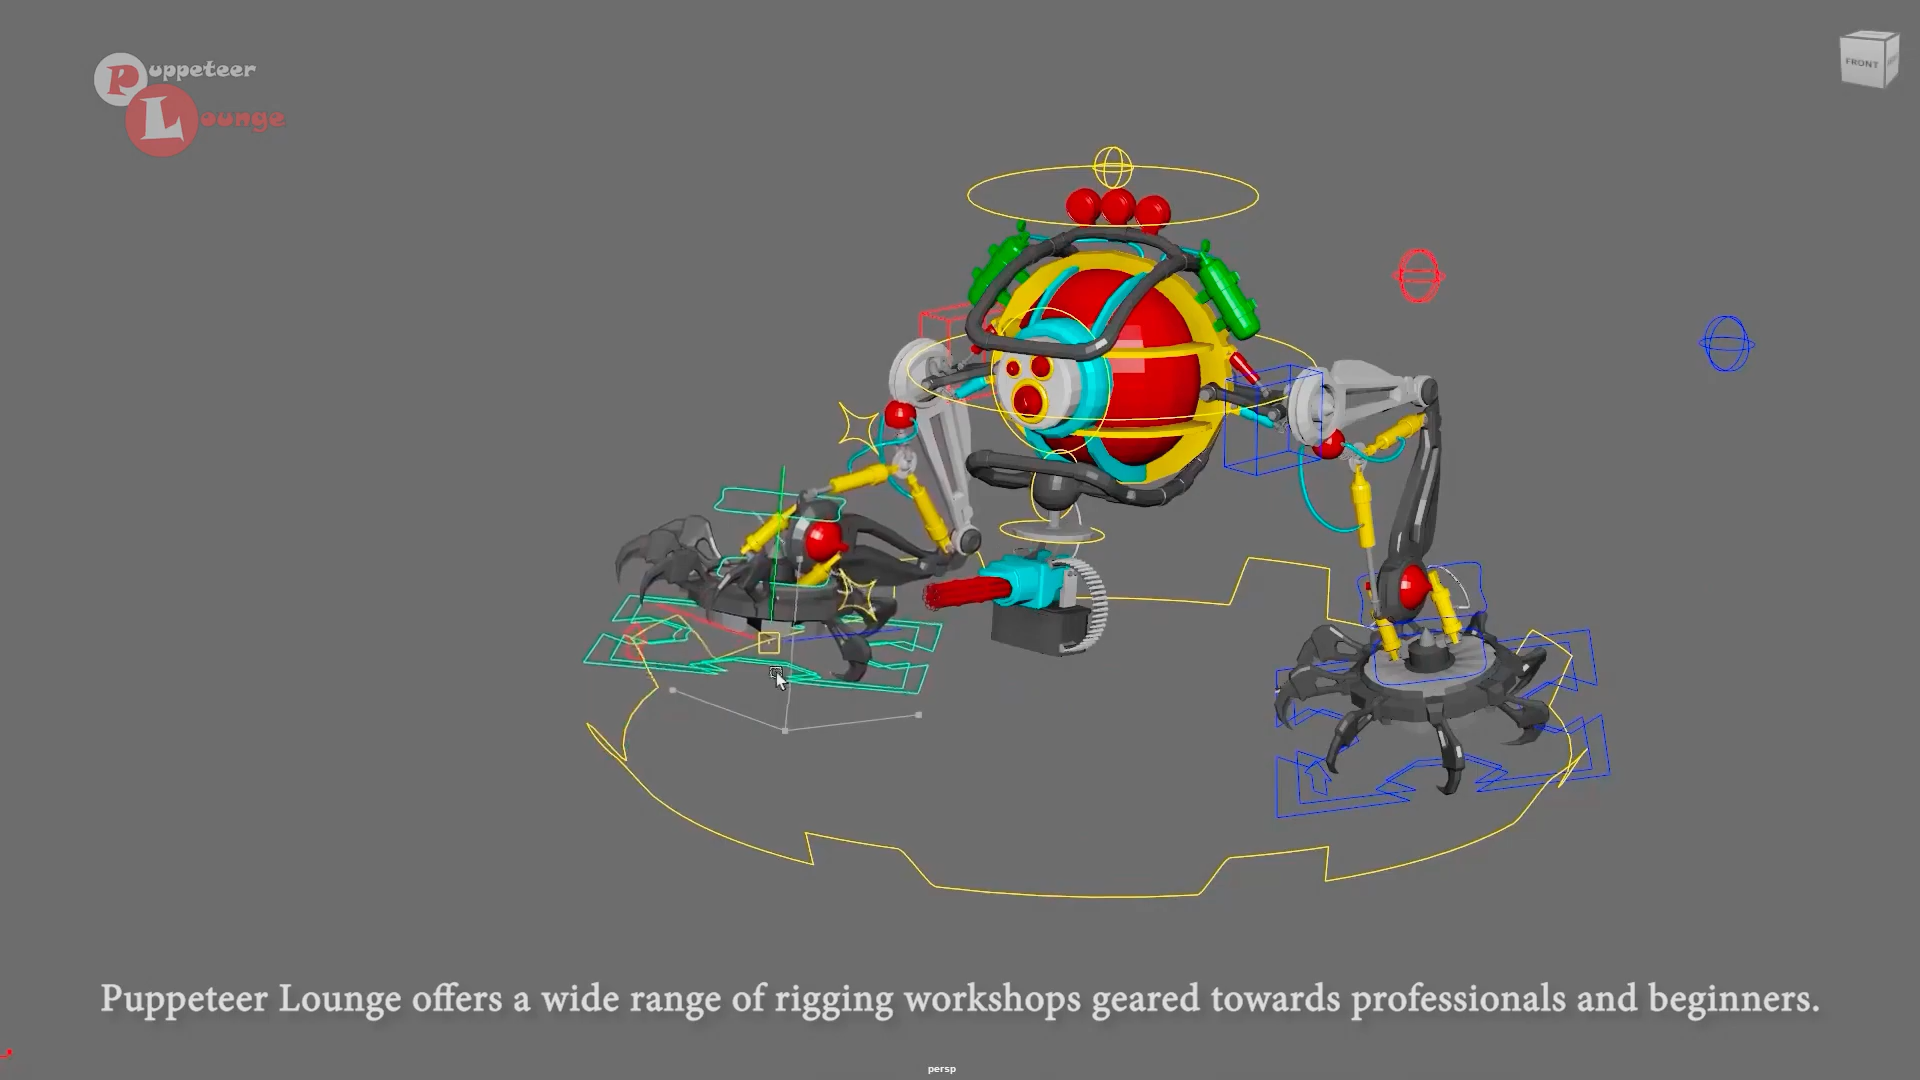 Puppeteer
Lounge
FRONT
Puppeteer Lounge offers a wide range of rigging workshops geared towards professionals and beginners.
persp